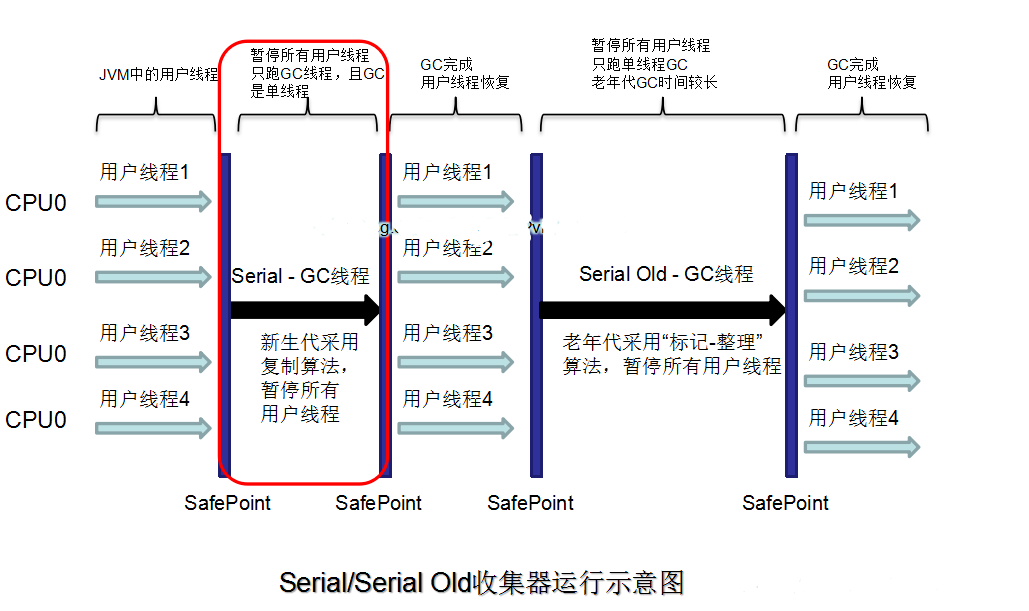 JVM中的用户线程
暂停所有用户线程
只跑GC线程，且GC
是单线程
GC完成
用户线程恢复
暂停所有用户线程
只跑单线程GC
老年代GC时间较长
GC完成
用户线程恢复
CPU0
CPU0
CPU0
CPU0
用户线程1
用户线程2
用户线程3
用户线程4
Serial - GC线程
新生代采用
复制算法，
暂停所有
用户线程
用户线程1
用户线程2
用户线程3
用户线程4
Serial Old - GC线程
老年代采用“标记-整理”
算法，暂停所有用户线程
用户线程1
用户线程2
用户线程3
用户线程4
SafePoint
SafePoint
SafePoint
SafePoint
Serial/Serial Old收集器运行示意图